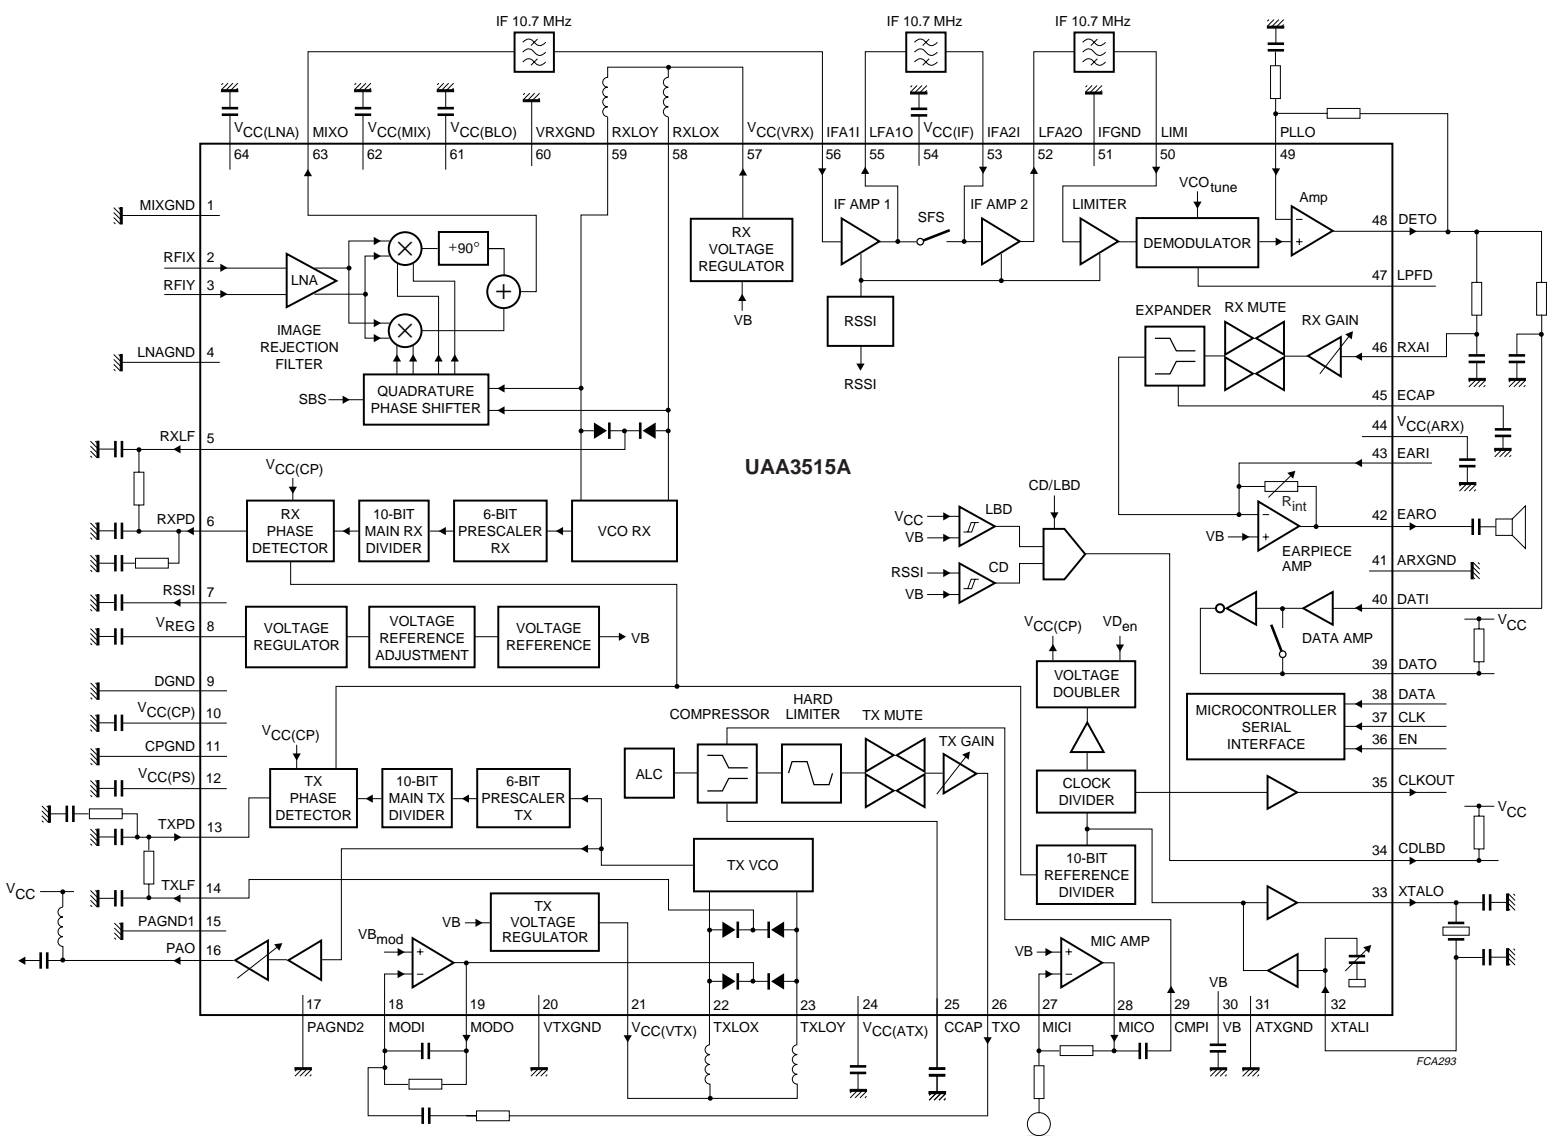 IF 10.7 MHz
IF 10.7 MHz
IF 10.7 MHz
VCC(LNA)
MIXO
VCC(MIX)
VCC(BLO)
VRXGND
RXLOY
RXLOX
VCC(VRX)
IFA1I
LFA1O
VCC(IF)
IFA2I
LFA2O
IFGND
LIMI
PLLO
64
63
62
61
60
59
58
57
56
55
54
53
52
51
50
49
MIXGND 1
RFIX 2
RFIY 3
LNAGND 4
RXLF 5
RXPD 6
RSSI 7
VREG 8
DGND 9
VCC(CP) 10
CPGND 11
VCC(PS) 12
TXPD 13
TXLF 14
PAGND1 15
PAO 16
VCC
LNA
+90°
IMAGE
REJECTION
FILTER
QUADRATURE
PHASE SHIFTER
SBS
RX
VOLTAGE
REGULATOR
VB
IF AMP 1
SFS
IF AMP 2
LIMITER
RSSI
RSSI
VCOtune
DEMODULATOR
Amp
48 DETO
47 LPFD
EXPANDER
RX MUTE
RX GAIN
46 RXAI
45 ECAP
44 VCC(ARX)
43 EARI
Rint
VB
EARPIECE
AMP
42 EARO
41 ARXGND
40 DATI
DATA AMP
VCC
39 DATO
38 DATA
37 CLK
36 EN
MICROCONTROLLER
SERIAL
INTERFACE
35 CLKOUT
VCC
34 CDLBD
33 XTALO
UAA3515A
VCC(CP)
RX
PHASE
DETECTOR
10-BIT
MAIN RX
DIVIDER
6-BIT
PRESCALER
RX
VCO RX
CD/LBD
VCC
VB
LBD
RSSI
VB
CD
VOLTAGE
REGULATOR
VOLTAGE
REFERENCE
ADJUSTMENT
VOLTAGE
REFERENCE
VB
VCC(CP)
VDen
VOLTAGE
DOUBLER
CLOCK
DIVIDER
10-BIT
REFERENCE
DIVIDER
VCC(CP)
TX
PHASE
DETECTOR
10-BIT
MAIN TX
DIVIDER
6-BIT
PRESCALER
TX
ALC
COMPRESSOR
HARD
LIMITER
TX MUTE
TX GAIN
TX VCO
VB
TX
VOLTAGE
REGULATOR
VBmod
VB
MIC AMP
VB
17
18
19
20
21
22
23
24
25
26
27
28
29
30
31
32
PAGND2
MODI
MODO
VTXGND
VCC(VTX)
TXLOX
TXLOY
VCC(ATX)
CCAP
TXO
MICI
MICO
CMPI
VB
ATXGND
XTALI
FCA293